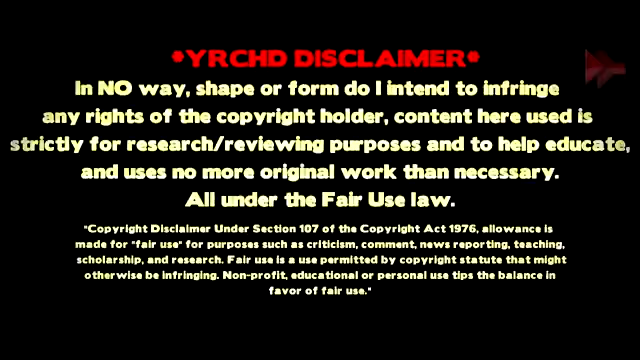 *YRCHD DISCLAIMER*
In NO way, shape or form do I intend to infringe
any rights of the copyright holder, content here used is
strictly for research/reviewing purposes and to help educate,
and uses no more original work than necessary.
All under the Fair Use law.
"Copyright Disclaimer Under Section 107 of the Copyright Act 1976, allowance is
made for "fair use" for purposes such as criticism, comment, news reporting, teaching,
scholarship, and research. Fair use is a use permitted by copyright statute that might
otherwise be infringing. Non-profit, educational or personal use tips the balance in
favor of fair use."